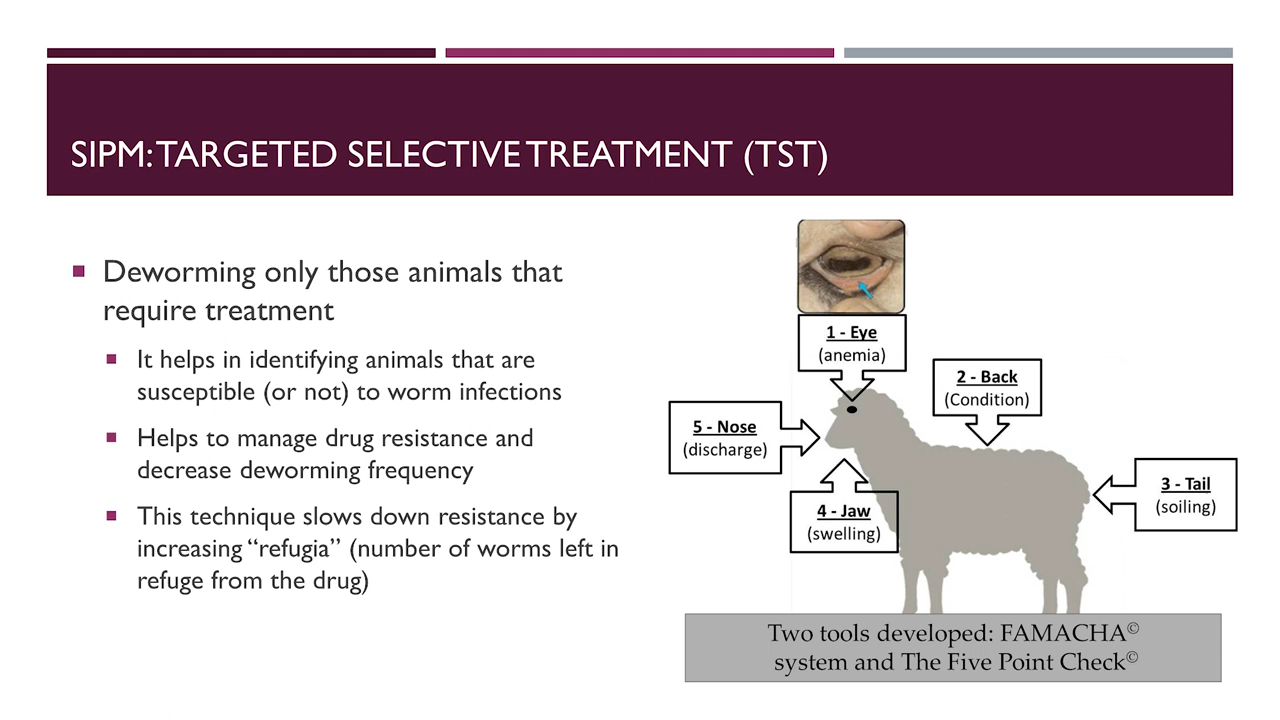 SIPM: TARGETED SELECTIVE TREATMENT (TST)
Deworming only those animals that
require treatment
It helps in identifying animals that are
susceptible (or not) to worm infections
Helps to manage drug resistance and
decrease deworming frequency
This technique slows down resistance by
increasing “refugia” (number of worms left in
refuge from the drug)
1 - Eye
(anemia)
2 - Back
(Condition)
5 - Nose
(discharge)
3 - Tail
(soiling)
4 - Jaw
(swelling)
Two tools developed: FAMACHA©
system and The Five Point Check©